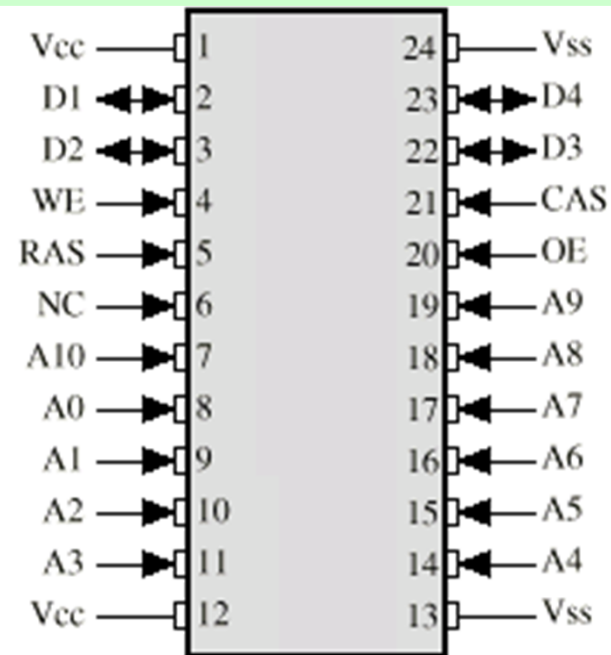 Vcc 1 24 Vss
D1 2 23 D4
D2 3 22 D3
WE 4 21 CAS
RAS 5 20 OE
NC 6 19 A9
A10 7 18 A8
A0 8 17 A7
A1 9 16 A6
A2 10 15 A5
A3 11 14 A4
Vcc 12 13 Vss